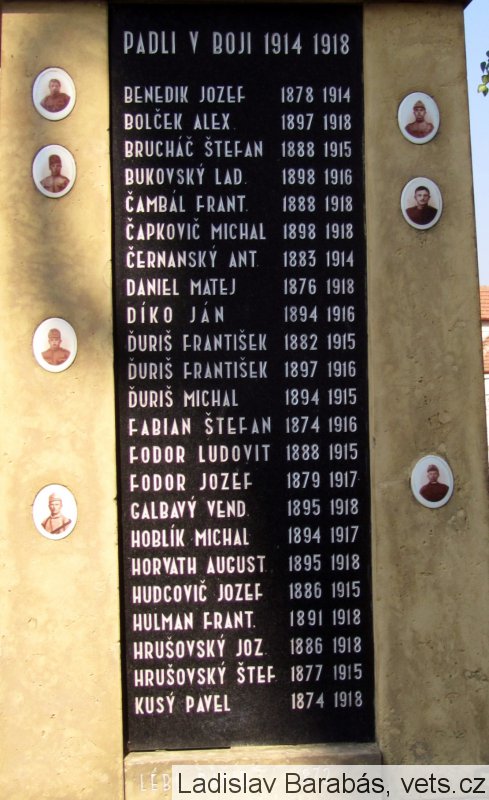 PADLI V BOJI 1914 1918
BENEDIK JOZEF 1878 1914
BOLČEK ALEX. 1897 1918
BRUCHÁČ ŠTEFAN 1888 1915
BUKOVSKÝ LAD. 1898 1916
ČAMBÁL FRANT. 1888 1918
ČAPKOVIČ MICHAL 1898 1918
ČERNANSKÝ ANT. 1883 1914
DANIEL MATEJ 1876 1918
DÍKO JÁN 1894 1916
ĎURIŠ FRANTIŠEK 1882 1915
ĎURIŠ FRANTIŠEK 1897 1916
ĎURIŠ MICHAL 1894 1915
FABIAN ŠTEFAN 1874 1916
FODOR LUDOVIT 1888 1915
FODOR JOZEF 1879 1917
GALBAVÝ VEND. 1895 1918
HOBLÍK MICHAL 1894 1917
HORVATH AUGUST. 1895 1918
HUDCOVIČ JOZEF 1886 1915
HULMAN FRANT. 1891 1918
HRUŠOVSKÝ JOZ. 1886 1918
HRUŠOVSKÝ ŠTEF 1877 1915
KUSÝ PAVEL 1874 1918
Ladislav Barabás, vets.cz